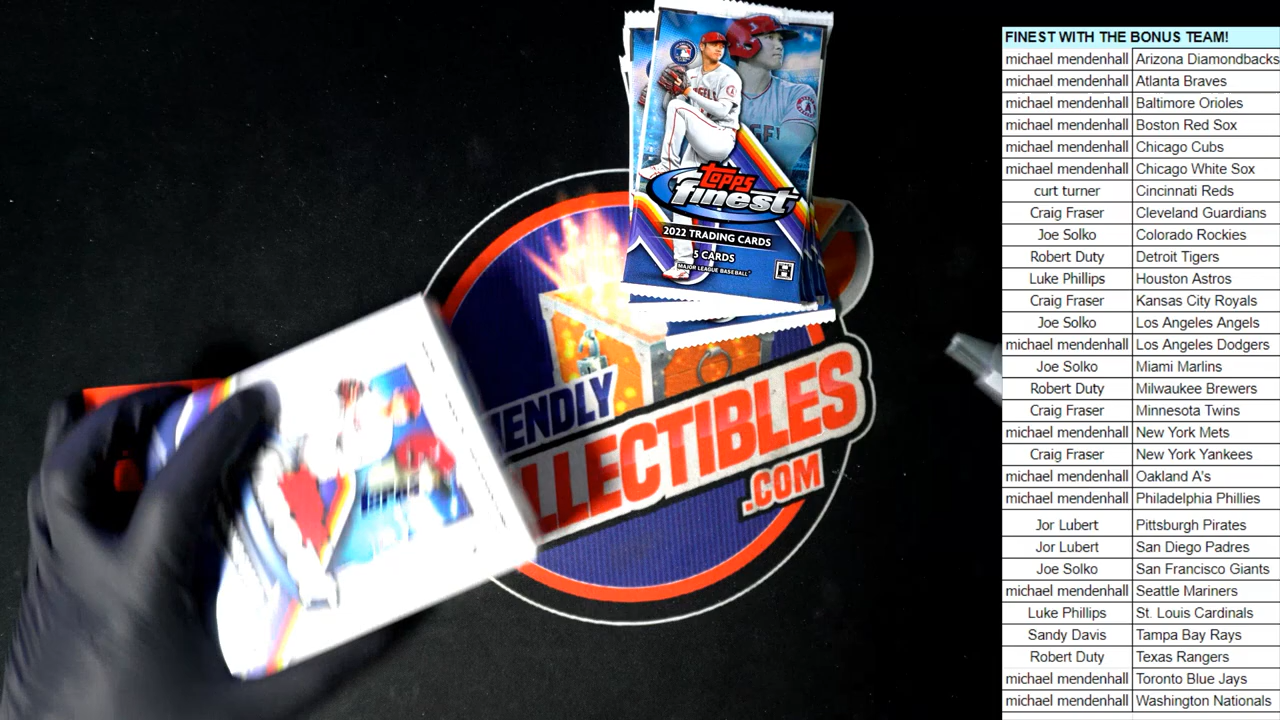 topps
finest
2022 TRADING CARDS
5 CARDS
MAJOR LEAGUE BASEBALL
ENDLY
LLECTIBLES
.COM
FINEST WITH THE BONUS TEAM!
michael mendenhall Arizona Diamondbacks
michael mendenhall Atlanta Braves
michael mendenhall Baltimore Orioles
michael mendenhall Boston Red Sox
michael mendenhall Chicago Cubs
michael mendenhall Chicago White Sox
curt turner Cincinnati Reds
Craig Fraser Cleveland Guardians
Joe Solko Colorado Rockies
Robert Duty Detroit Tigers
Luke Phillips Houston Astros
Craig Fraser Kansas City Royals
Joe Solko Los Angeles Angels
michael mendenhall Los Angeles Dodgers
Joe Solko Miami Marlins
Robert Duty Milwaukee Brewers
Craig Fraser Minnesota Twins
michael mendenhall New York Mets
Craig Fraser New York Yankees
michael mendenhall Oakland A's
michael mendenhall Philadelphia Phillies
Jor Lubert Pittsburgh Pirates
Jor Lubert San Diego Padres
Joe Solko San Francisco Giants
michael mendenhall Seattle Mariners
Luke Phillips St. Louis Cardinals
Sandy Davis Tampa Bay Rays
Robert Duty Texas Rangers
michael mendenhall Toronto Blue Jays
michael mendenhall Washington Nationals